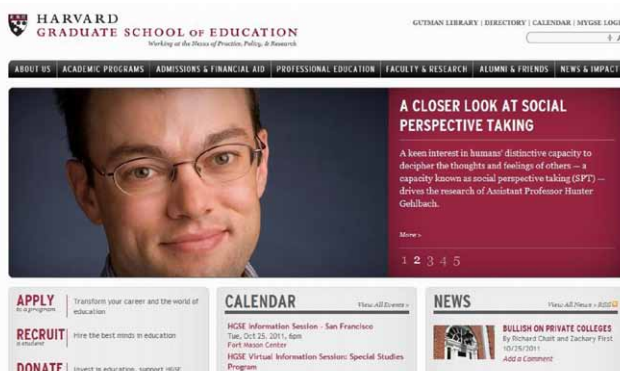 HARVARD
GRADUATE SCHOOL OF EDUCATION
Working at the Nexus of Practice, Policy, & Research
GUTMAN LIBRARY | DIRECTORY | CALENDAR | MYGSE LOGI
ABOUT US ACADEMIC PROGRAMS ADMISSIONS & FINANCIAL AID PROFESSIONAL EDUCATION FACULTY & RESEARCH ALUMNI & FRIENDS NEWS & IMPACT
A CLOSER LOOK AT SOCIAL
PERSPECTIVE TAKING
A keen interest in humans' distinctive capacity to
decipher the thoughts and feelings of others — a
capacity known as social perspective taking (SPT) —
drives the research of Assistant Professor Hunter
Gehlbach.
More >
1 2 3 4 5
APPLY
to a program
Transform your career and the world of
education
RECRUIT
a student
Hire the best minds in education
DONATE
Invest in education, support HGSE
CALENDAR
View All Events >
HGSE Information Session - San Francisco
Tue, Oct 25, 2011, 6pm
Fort Mason Center
HGSE Virtual Information Session: Special Studies
Program
NEWS
View All News > RSS
BULLISH ON PRIVATE COLLEGES
By Richard Chait and Zachary First
10/25/2011
Add a Comment